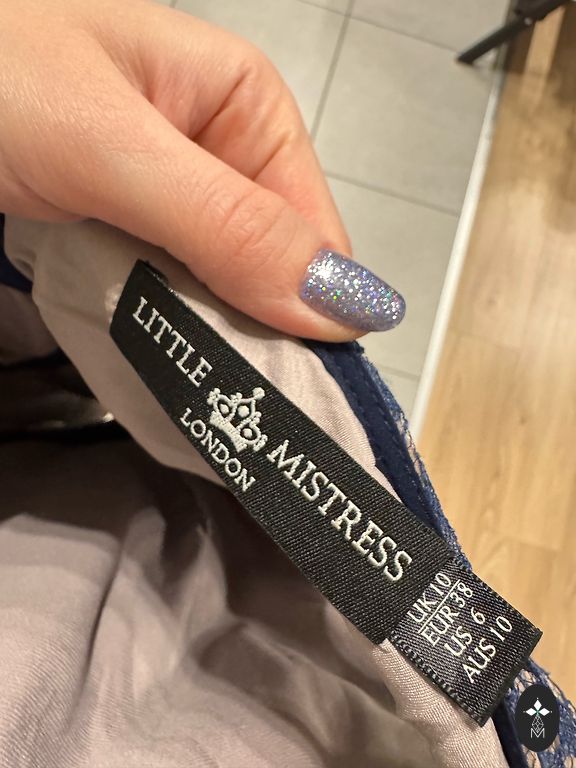 LITTLE MISTRESS
LONDON
UK 10
EUR 38
US 6
AUS 10
M